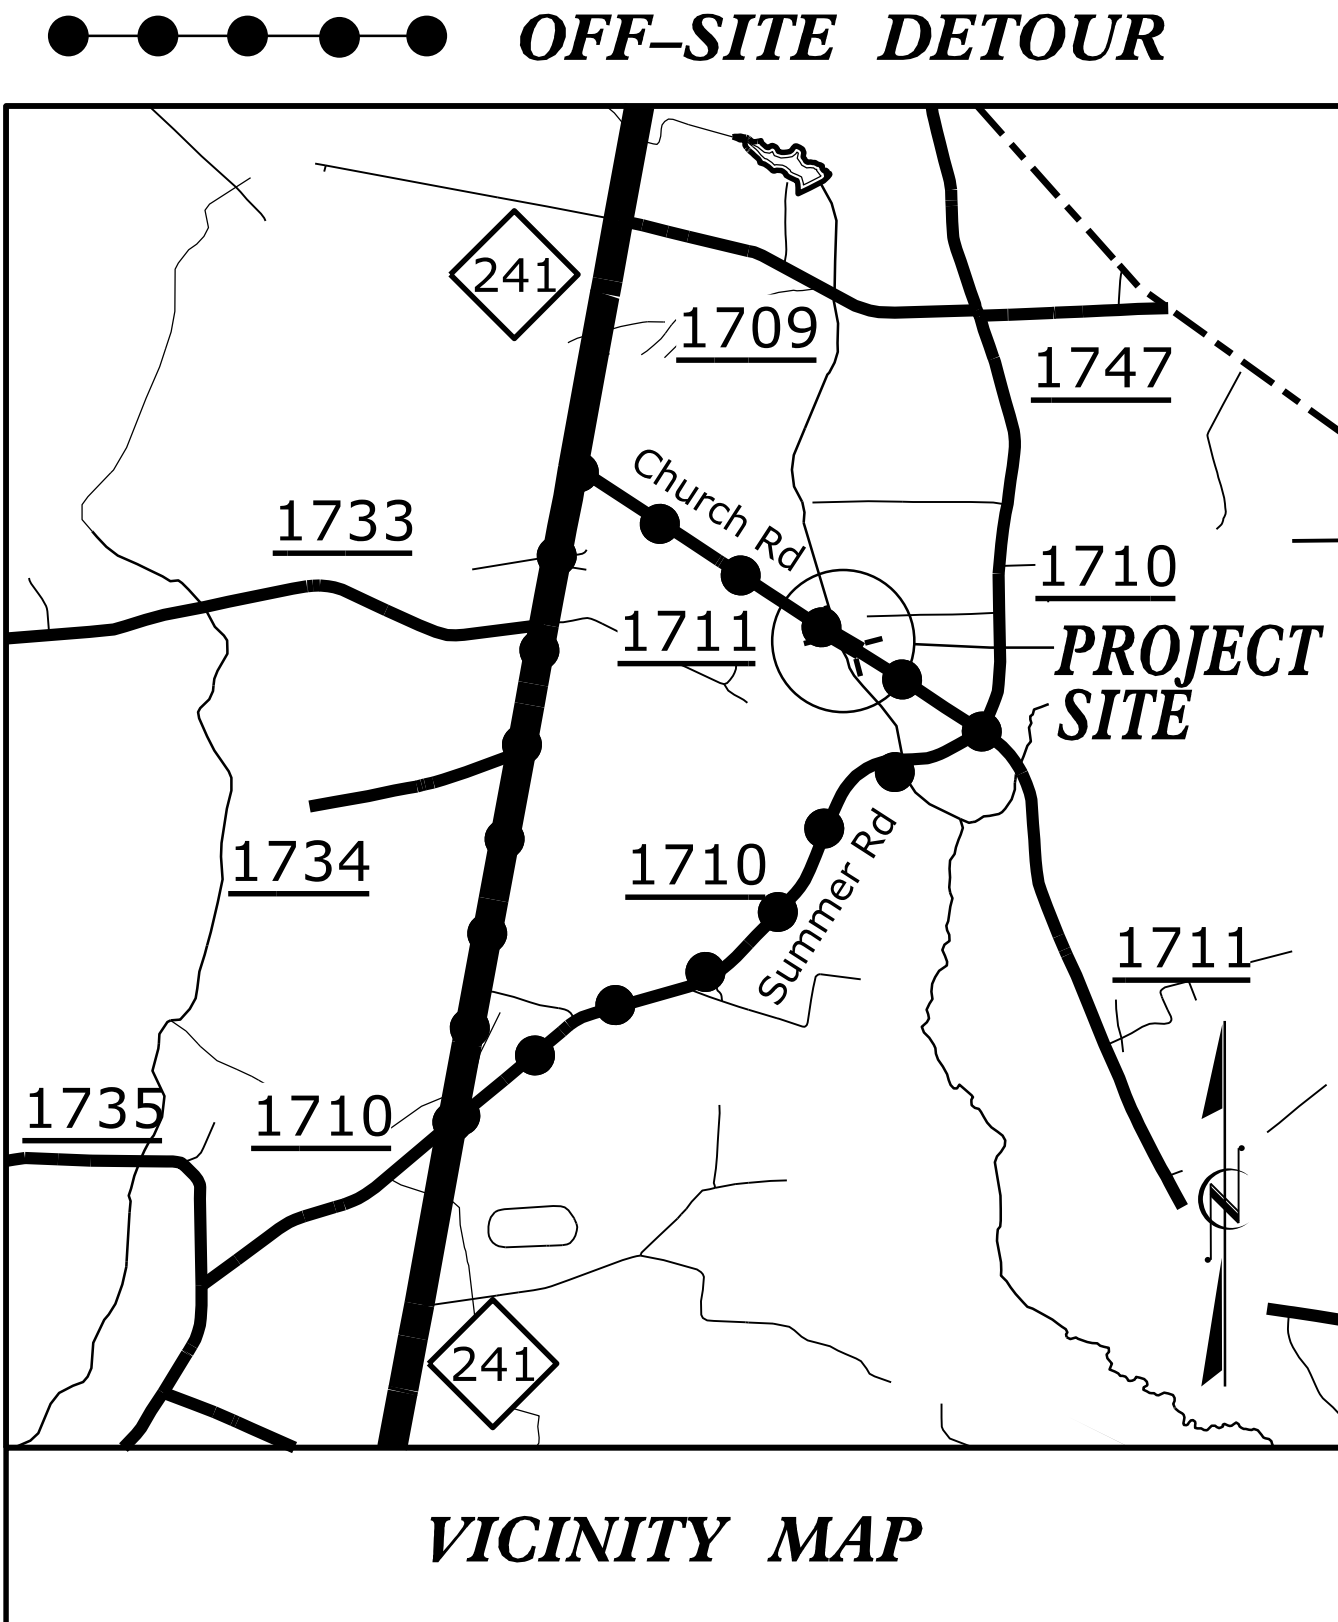 OFF–SITE DETOUR
241
1709
1747
Church Rd
1733
1710
1711
PROJECT
SITE
1734
1710
Summer Rd
1711
1735
1710
N
241
VICINITY MAP